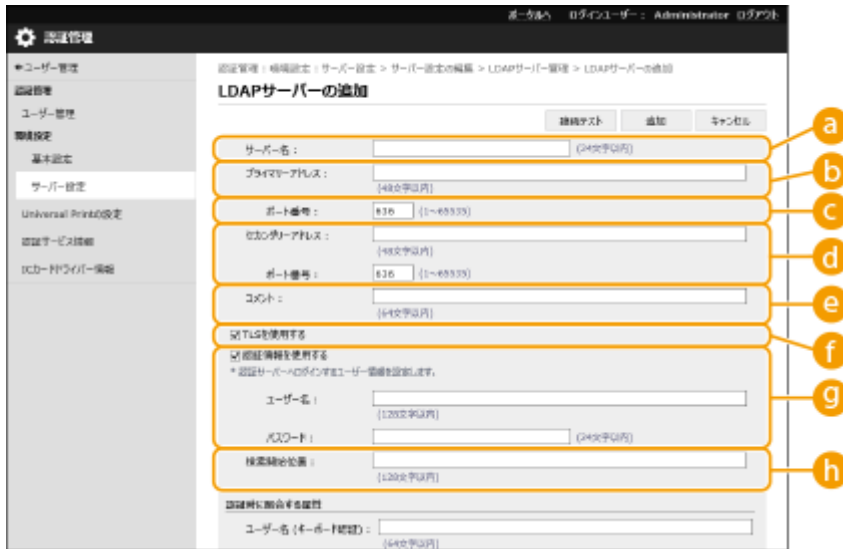 ポータルへ ログインユーザー： Administrator ログアウト
認証管理
ユーザー管理
認証管理
ユーザー管理
環境設定
基本設定
サーバー設定
Universal Printの設定
認証サービス情報
ICカードドライバー情報
認証管理：環境設定：サーバー設定 > サーバー設定の編集 > LDAPサーバー管理 > LDAPサーバーの追加
LDAPサーバーの追加
接続テスト 追加 キャンセル
サーバー名： (24文字以内) a
プライマリーアドレス： b
(48文字以内)
ポート番号： 636 (1～65535) c
セカンダリーアドレス：
(48文字以内) d
ポート番号： 636 (1～65535)
コメント： e
(64文字以内)
TLSを使用する f
認証情報を使用する
* 認証サーバーへログインするユーザー情報を設定します。
ユーザー名： g
(128文字以内)
パスワード： (24文字以内)
検索開始位置： h
(128文字以内)
認証時に照合する属性
ユーザー名 (キーボード認証)：
(64文字以内)